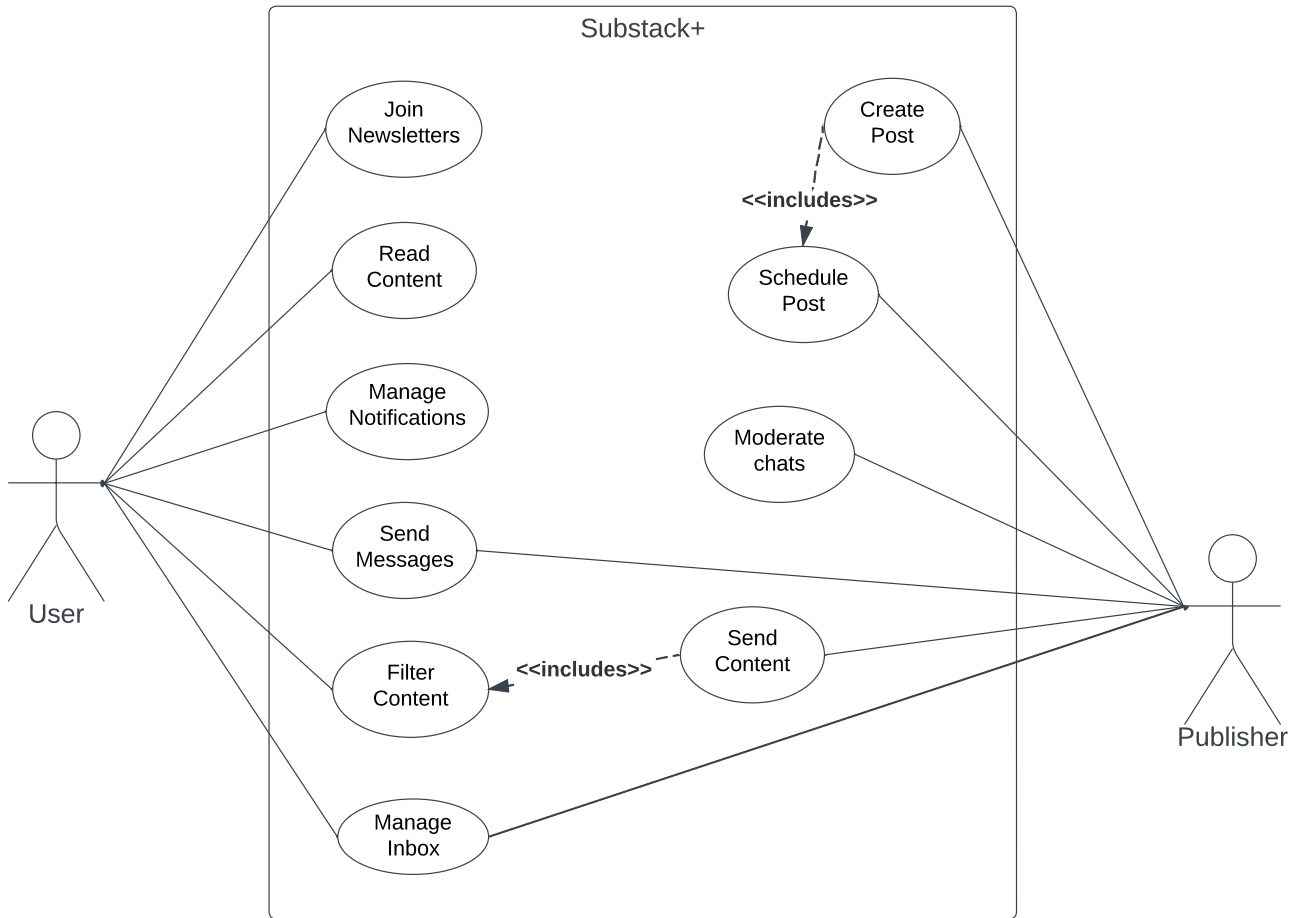 Substack+
Join
Newsletters
Create
Post
<<includes>>
Read
Content
Schedule
Post
Manage
Notifications
Moderate
chats
Send
Messages
User
Send
Content
<<includes>>
Filter
Content
Publisher
Manage
Inbox